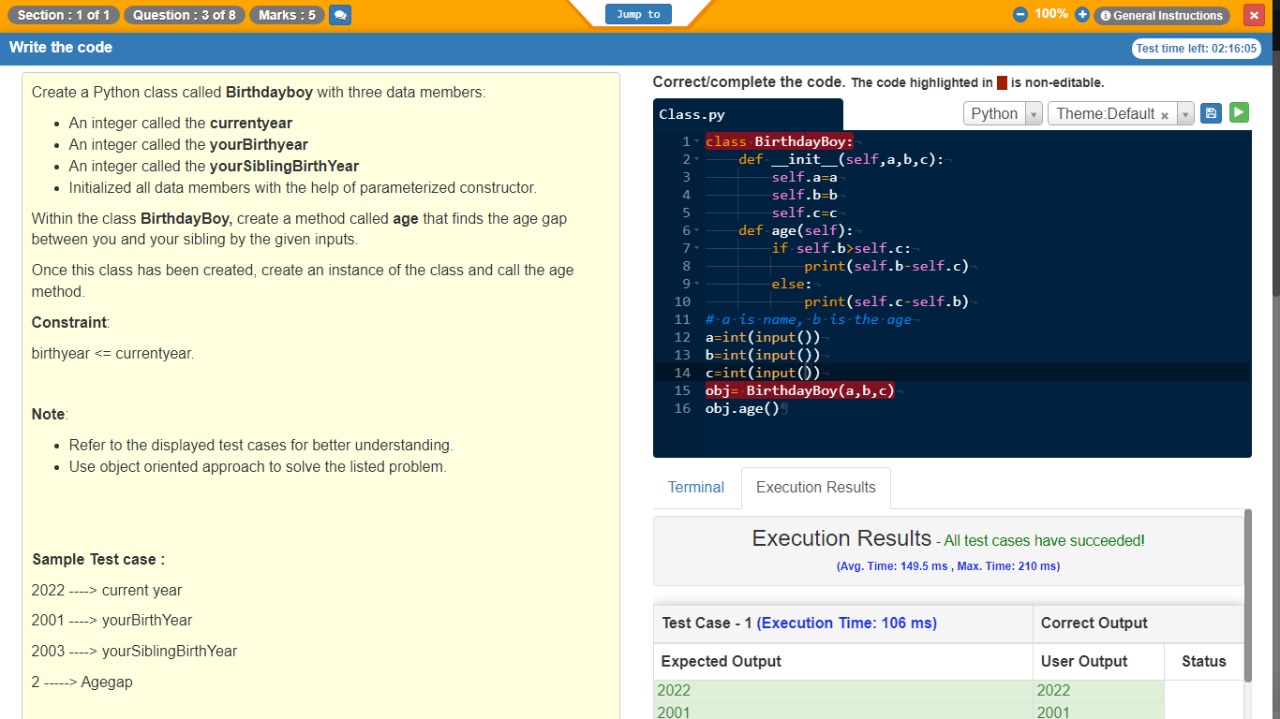 Section : 1 of 1 Question : 3 of 8 Marks : 5
Jump to
100% General Instructions
Write the code
Test time left: 02:16:05
Create a Python class called Birthdayboy with three data members:
An integer called the currentyear
An integer called the yourBirthyear
An integer called the yourSiblingBirthYear
Initialized all data members with the help of parameterized constructor.
Within the class BirthdayBoy, create a method called age that finds the age gap
between you and your sibling by the given inputs.
Once this class has been created, create an instance of the class and call the age
method.
Constraint:
birthyear <= currentyear.
Note:
Refer to the displayed test cases for better understanding.
Use object oriented approach to solve the listed problem.
Sample Test case :
2022 ----> current year
2001 ----> yourBirthYear
2003 ----> yourSiblingBirthYear
2 -----> Agegap
Correct/complete the code. The code highlighted in is non-editable.
Class.py
Python Theme:Default ×
1 class BirthdayBoy:
2 def __init__(self,a,b,c):
3 self.a=a
4 self.b=b
5 self.c=c
6 def age(self):
7 if self.b>self.c:
8 print(self.b-self.c)
9 else:
10 print(self.c-self.b)
11 # a is name, b is the age
12 a=int(input())
13 b=int(input())
14 c=int(input())
15 obj= BirthdayBoy(a,b,c)
16 obj.age()
Terminal Execution Results
Execution Results - All test cases have succeeded!
(Avg. Time: 149.5 ms , Max. Time: 210 ms)
Test Case - 1 (Execution Time: 106 ms) Correct Output
Expected Output User Output Status
2022 2022
2001 2001